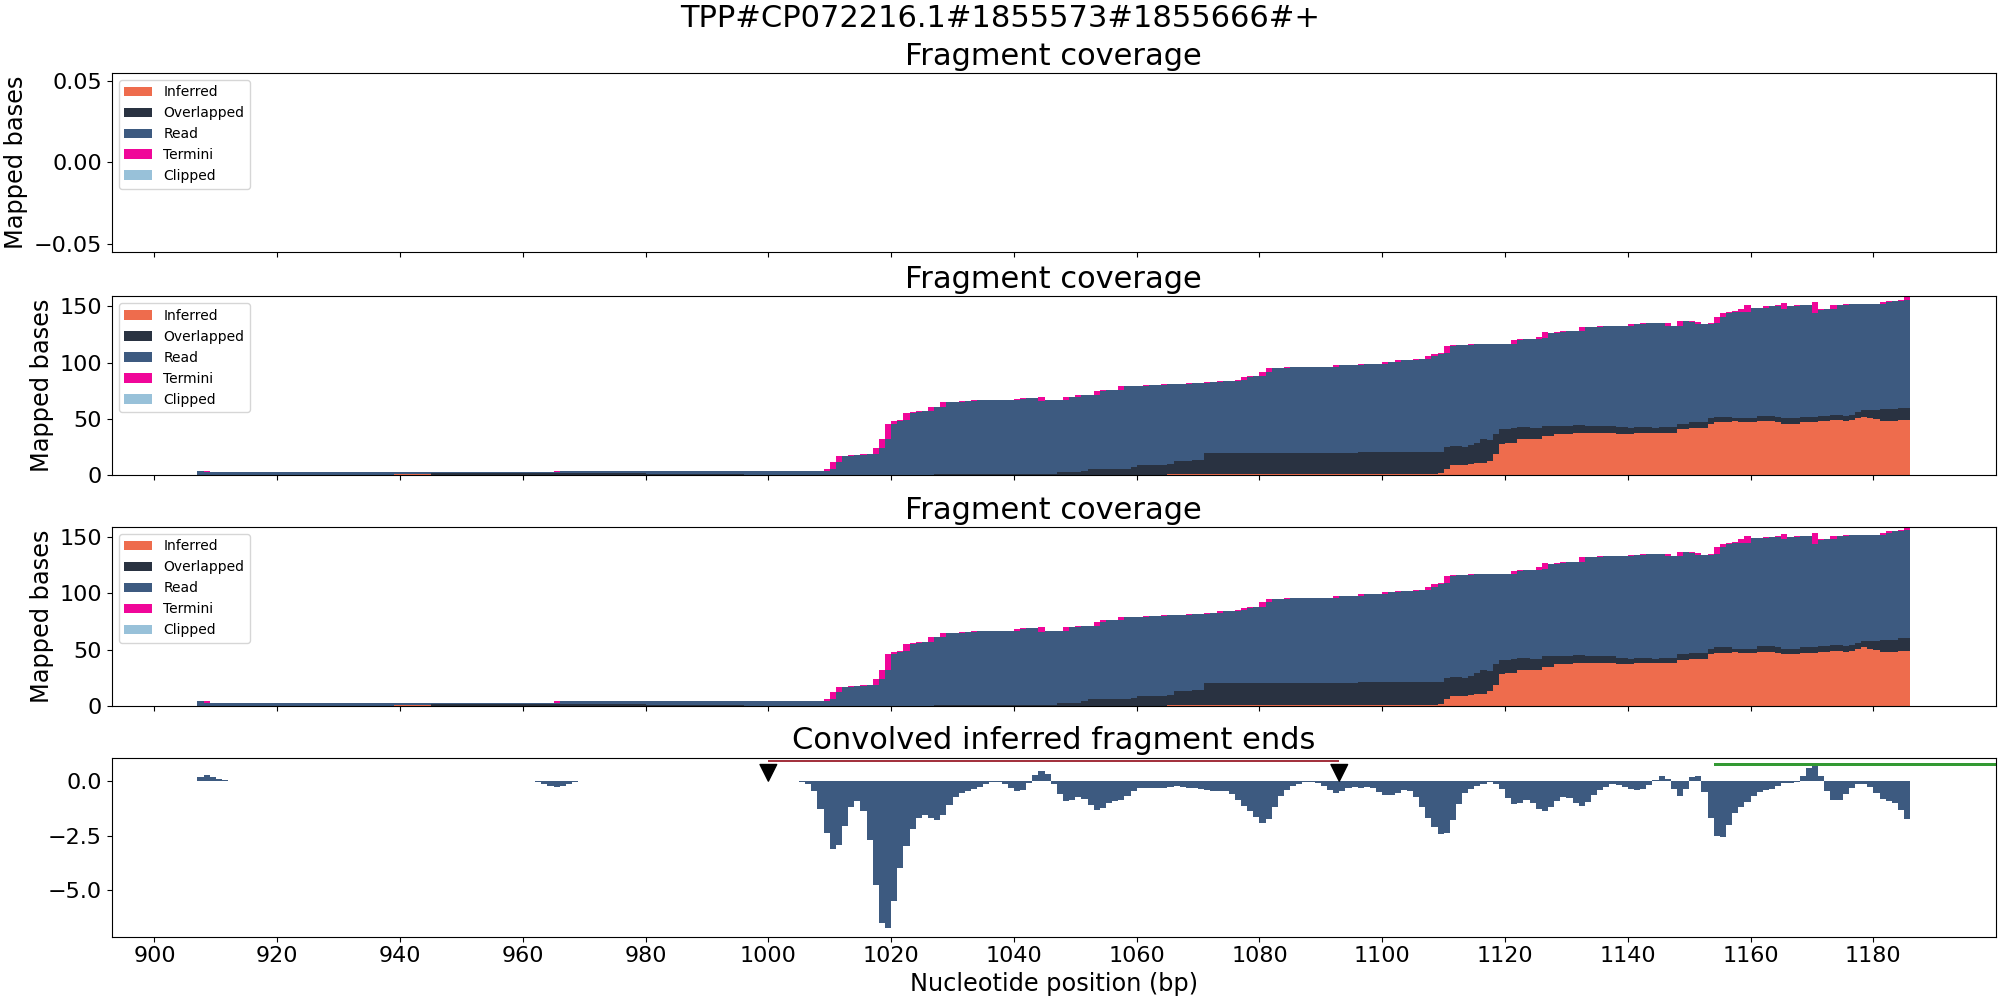 TPP#CP072216.1#1855573#1855666#+
Fragment coverage
Mapped bases
0.05
0.00
−0.05
Inferred
Overlapped
Read
Termini
Clipped
Fragment coverage
Mapped bases
150
100
50
0
Inferred
Overlapped
Read
Termini
Clipped
Fragment coverage
Mapped bases
150
100
50
0
Inferred
Overlapped
Read
Termini
Clipped
Convolved inferred fragment ends
0.0
−2.5
−5.0
900 920 940 960 980 1000 1020 1040 1060 1080 1100 1120 1140 1160 1180
Nucleotide position (bp)